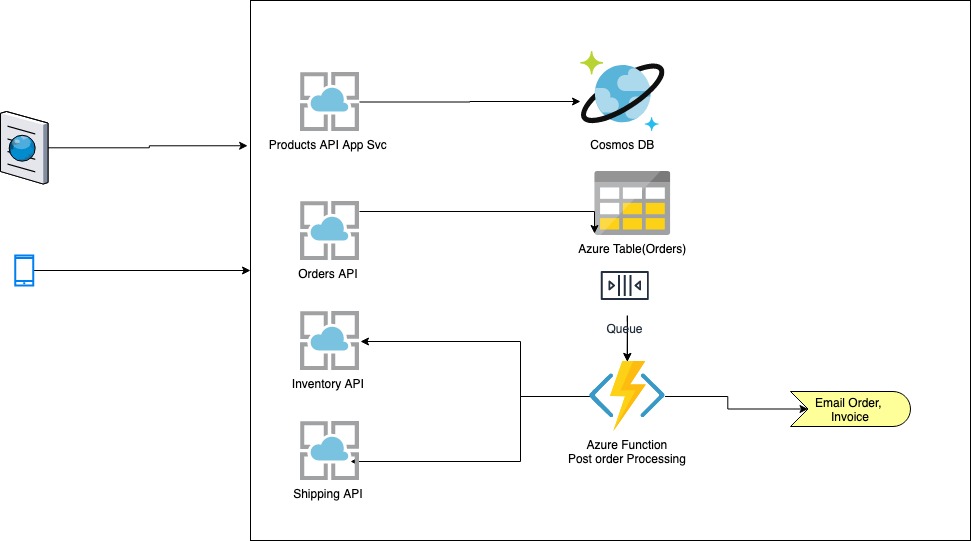 Products API App Svc
Cosmos DB
Azure Table(Orders)
Orders API
Queue
Inventory API
Email Order,
Invoice
Azure Function
Post order Processing
Shipping API